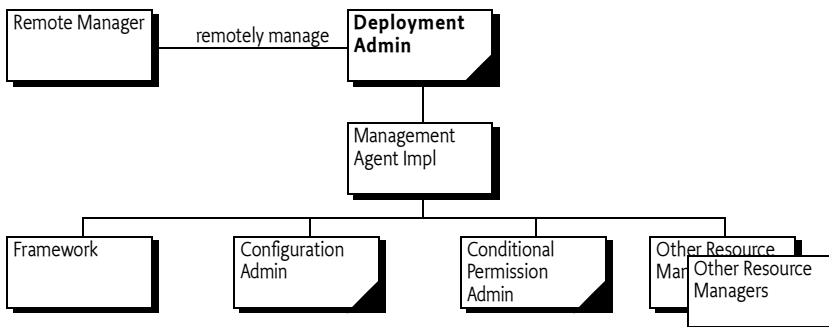 Remote Manager
remotely manage
Deployment
Admin
Management
Agent Impl
Framework
Configuration
Admin
Conditional
Permission
Admin
Other Resource
Man
Other Resource
Managers